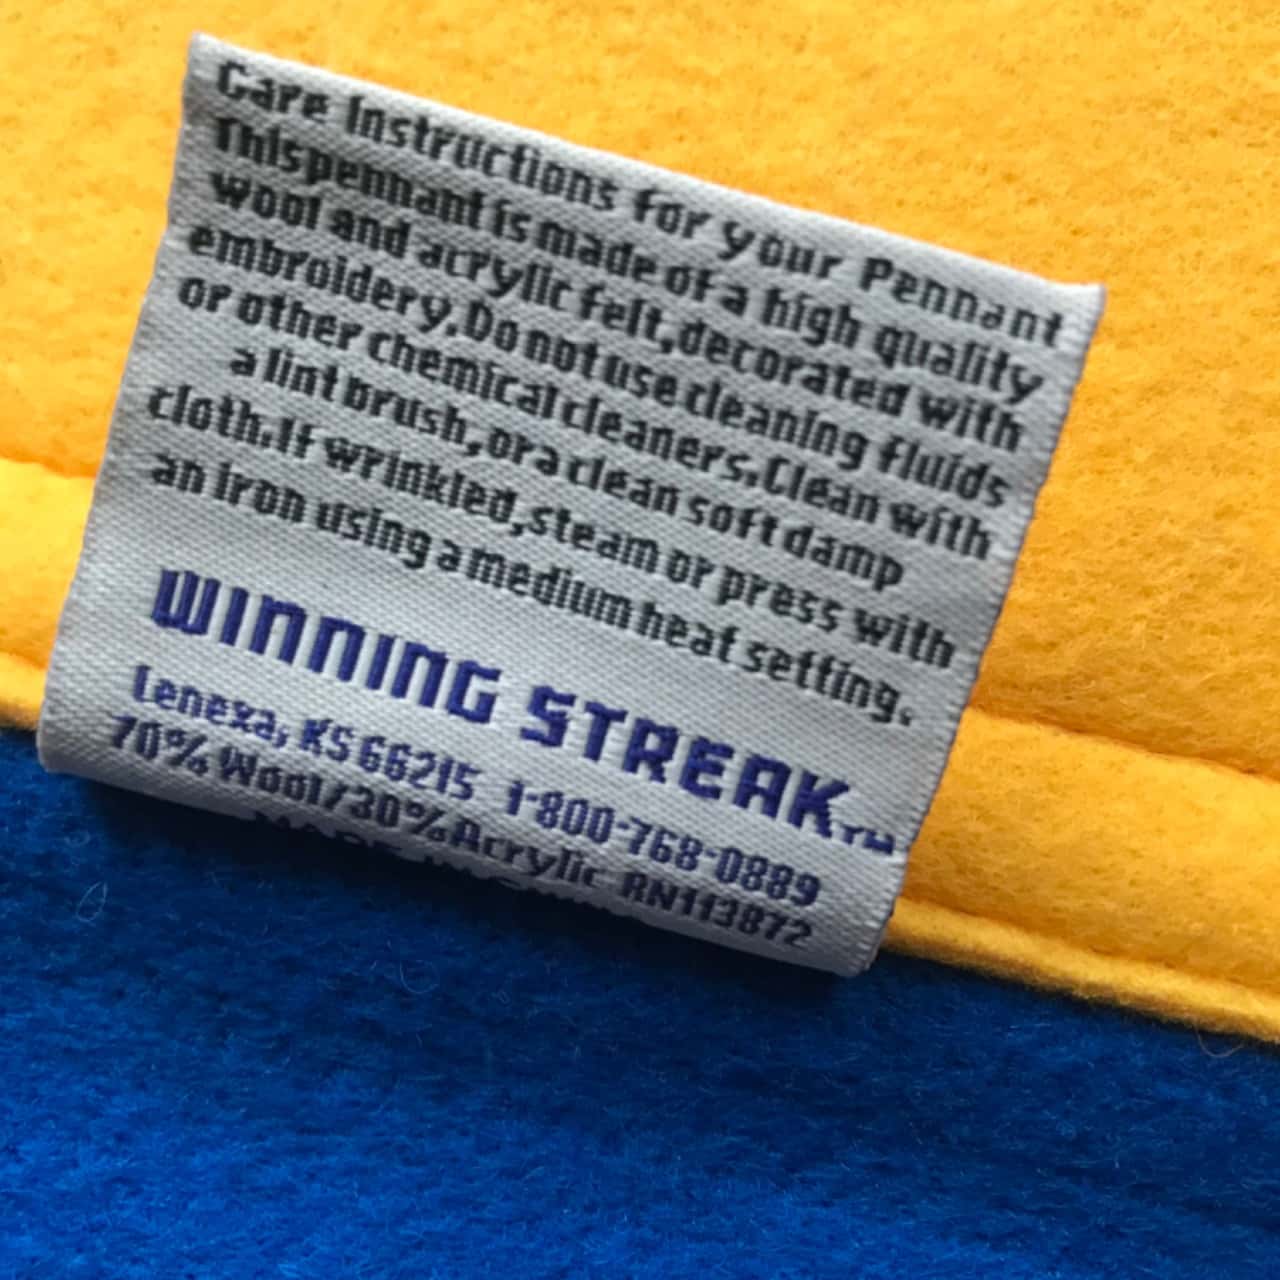 Care Instructions for your Pennant
This pennant is made of a high quality
wool and acrylic felt, decorated with
embroidery. Do not use cleaning fluids
or other chemical cleaners. Clean with
a lint brush, or a clean soft damp
cloth. If wrinkled, steam or press with
an iron using a medium heat setting.
WINNING STREAK™
Lenexa, KS 66215 1-800-768-0889
70% Wool/30% Acrylic RN113872
MADE IN